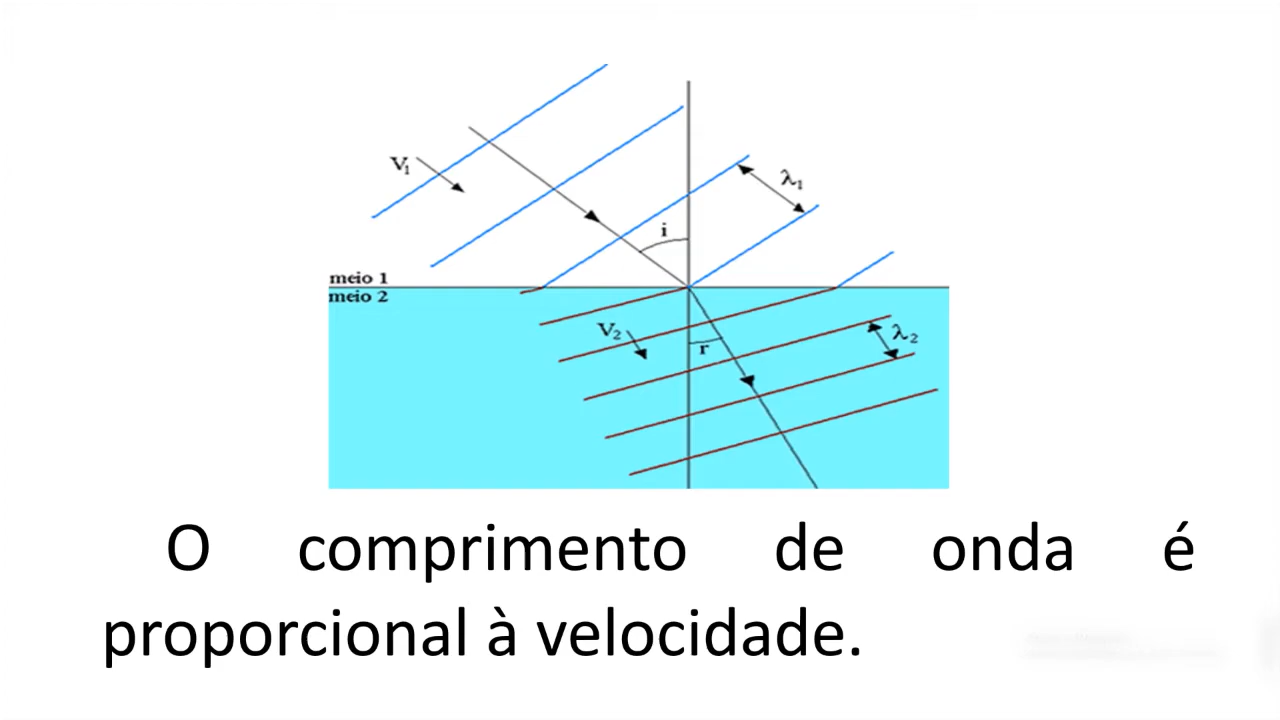 V₁
λ₁
i
meio 1
meio 2
V₂
r
λ₂
O comprimento de onda é
proporcional à velocidade.